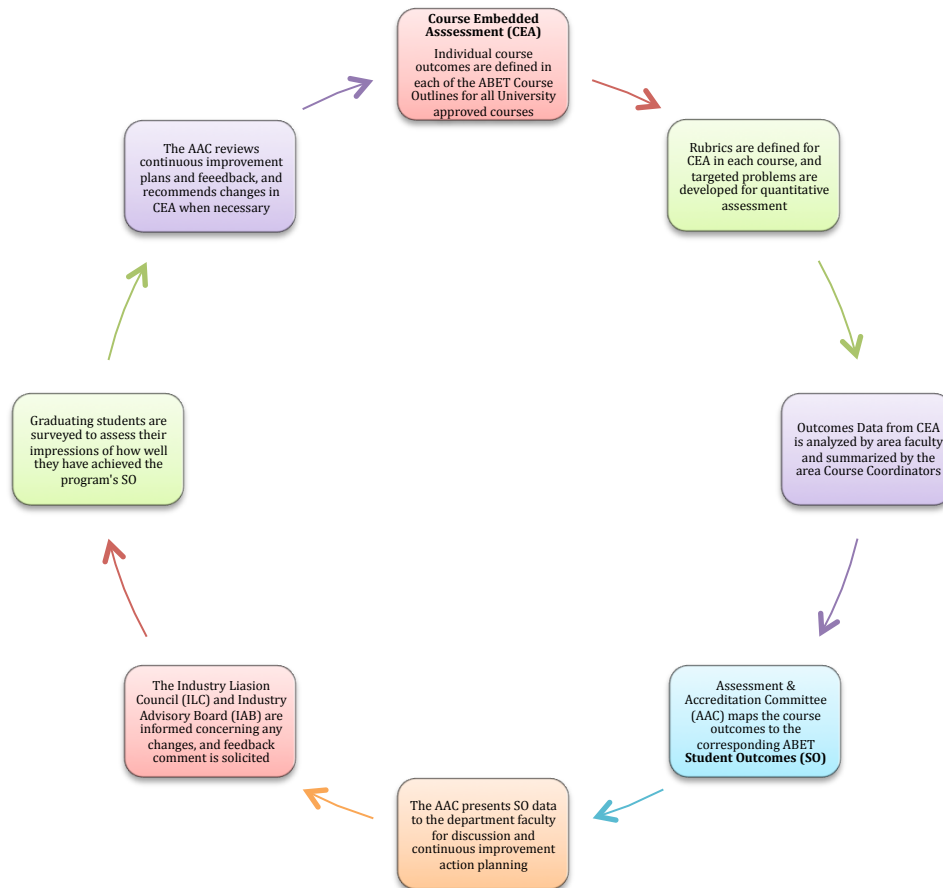 Course Embedded
Asssessment (CEA)
Individual course
outcomes are defined in
each of the ABET Course
Outlines for all University
approved courses
Rubrics are defined for
CEA in each course, and
targeted problems are
developed for quantitative
assessment
Outcomes Data from CEA
is analyzed by area faculty
and summarized by the
area Course Coordinators
Assessment &
Accreditation Committee
(AAC) maps the course
outcomes to the
corresponding ABET
Student Outcomes (SO)
The AAC presents SO data
to the department faculty
for discussion and
continuous improvement
action planning
The Industry Liasion
Council (ILC) and Industry
Advisory Board (IAB) are
informed concerning any
changes, and feedback
comment is solicited
Graduating students are
surveyed to assess their
impressions of how well
they have achieved the
program's SO
The AAC reviews
continuous improvement
plans and feeedback, and
recommends changes in
CEA when necessary